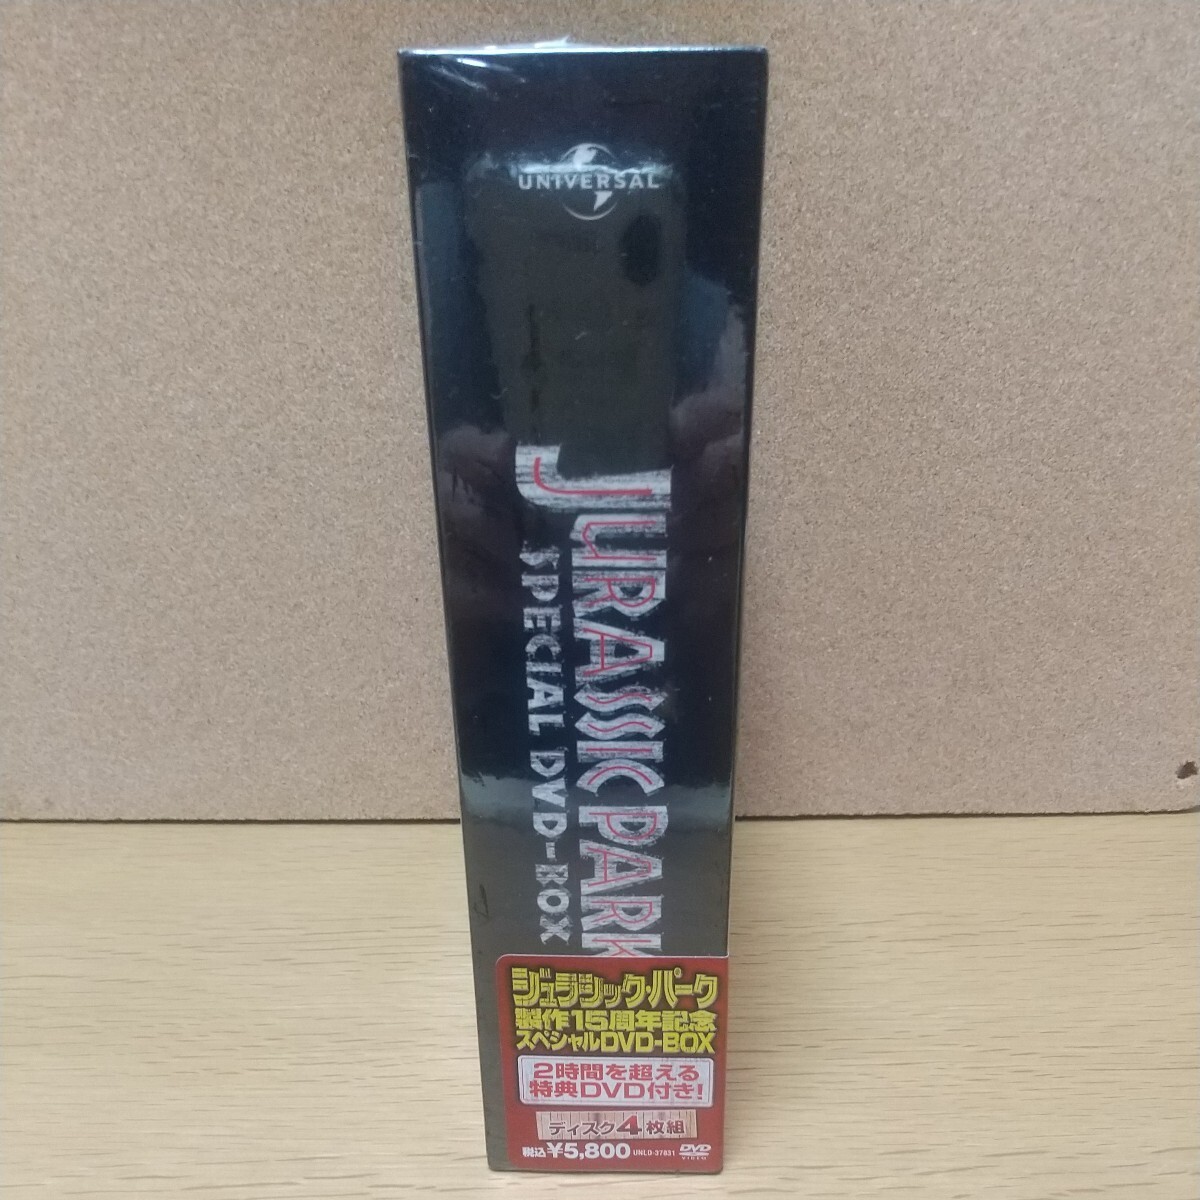 UNIVERSAL
JURASSIC PARK
SPECIAL DVD-BOX
ジュラシック・パーク
製作15周年記念
スペシャルDVD-BOX
2時間を超える
特典DVD付き!
ディスク4枚組
税込¥5,800 UNLD-37831 DVD
VIDEO